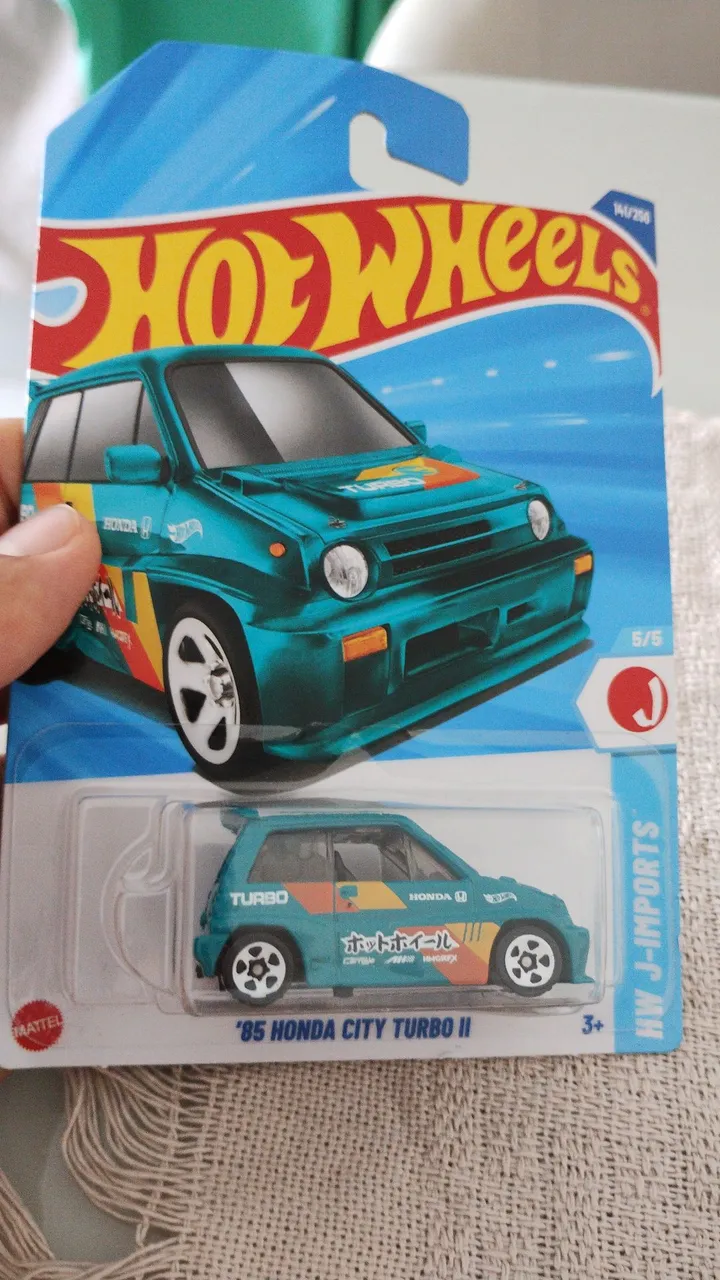 141/250
HOT WHEELS
TURBO
HONDA
5/5
J
HW J-IMPORTS™
TURBO
HONDA
ホットホイール
MATTEL
'85 HONDA CITY TURBO II
3+